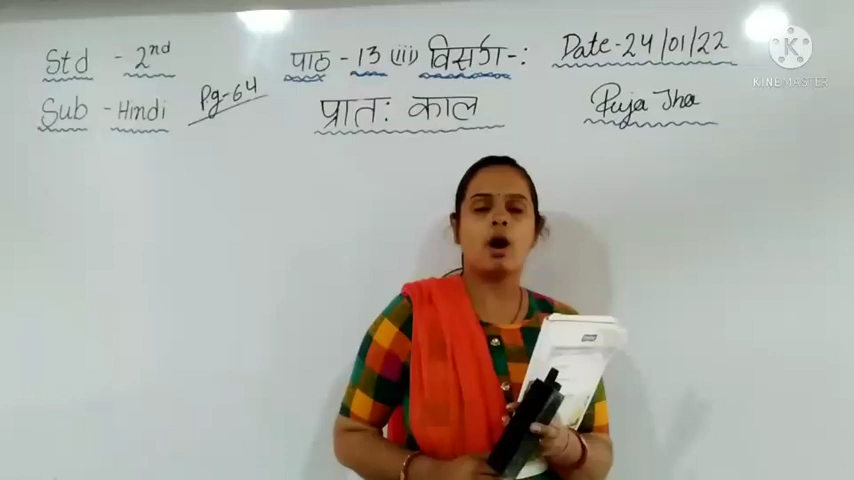 Std - 2nd पाठ - 13 (iii) विसर्ग -: Date - 24/01/22
Sub - Hindi Pg-64 प्रातः काल Puja Jha
KINEMASTER